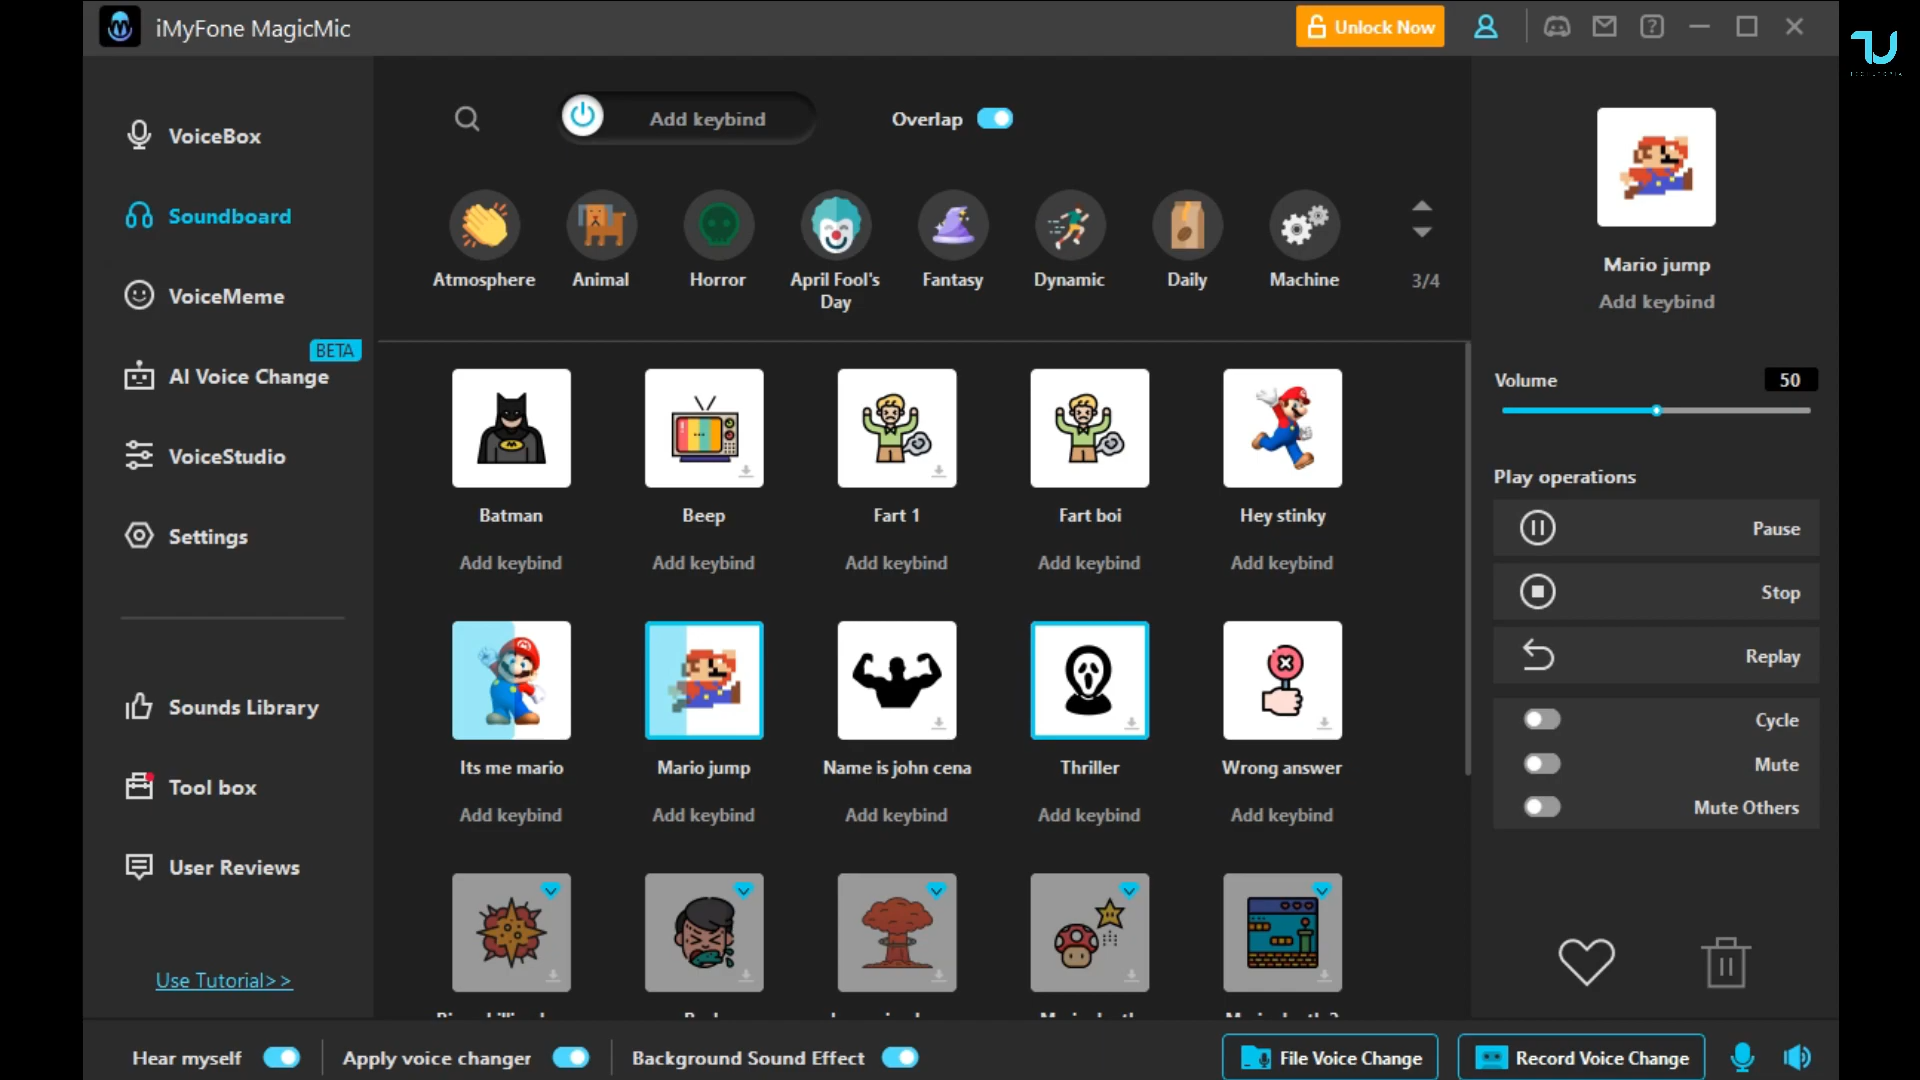 iMyFone MagicMic
Unlock Now
VoiceBox
Soundboard
VoiceMeme
BETA
AI Voice Change
VoiceStudio
Settings
Sounds Library
Tool box
User Reviews
Use Tutorial>>
Add keybind
Overlap
Atmosphere
Animal
Horror
April Fool's
Day
Fantasy
Dynamic
Daily
Machine
3/4
Batman
Beep
Fart 1
Fart boi
Hey stinky
Add keybind
Add keybind
Add keybind
Add keybind
Add keybind
Its me mario
Mario jump
Name is john cena
Thriller
Wrong answer
Add keybind
Add keybind
Add keybind
Add keybind
Add keybind
Mario jump
Add keybind
Volume
50
Play operations
Pause
Stop
Replay
Cycle
Mute
Mute Others
Hear myself
Apply voice changer
Background Sound Effect
File Voice Change
Record Voice Change